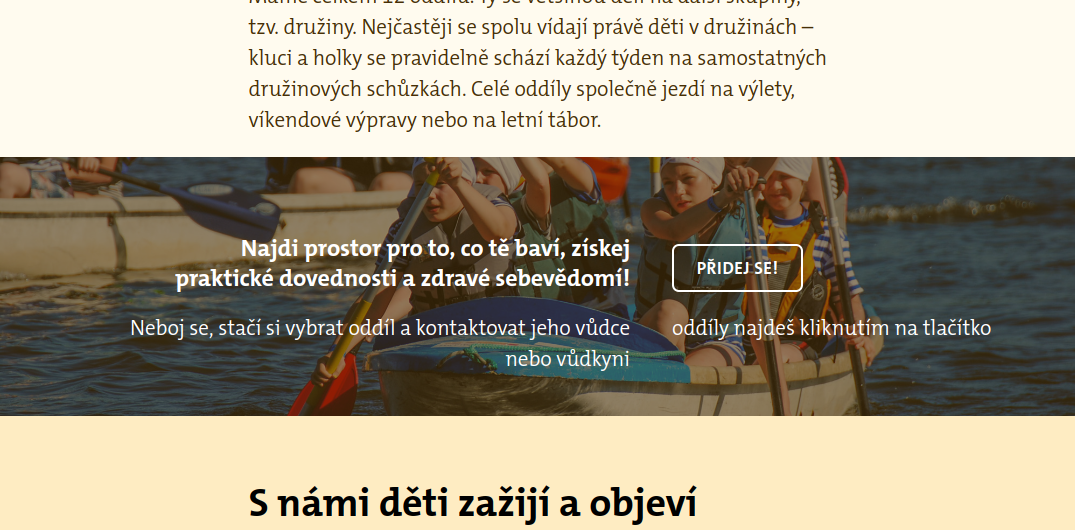 Máme celkem 12 oddílů. Ty se většinou dělí na další skupiny,
tzv. družiny. Nejčastěji se spolu vídají právě děti v družinách –
kluci a holky se pravidelně schází každý týden na samostatných
družinových schůzkách. Celé oddíly společně jezdí na výlety,
víkendové výpravy nebo na letní tábor.
Najdi prostor pro to, co tě baví, získej
praktické dovednosti a zdravé sebevědomí!
PŘIDEJ SE!
Neboj se, stačí si vybrat oddíl a kontaktovat jeho vůdce
nebo vůdkyni
oddíly najdeš kliknutím na tlačítko
S námi děti zažijí a objeví